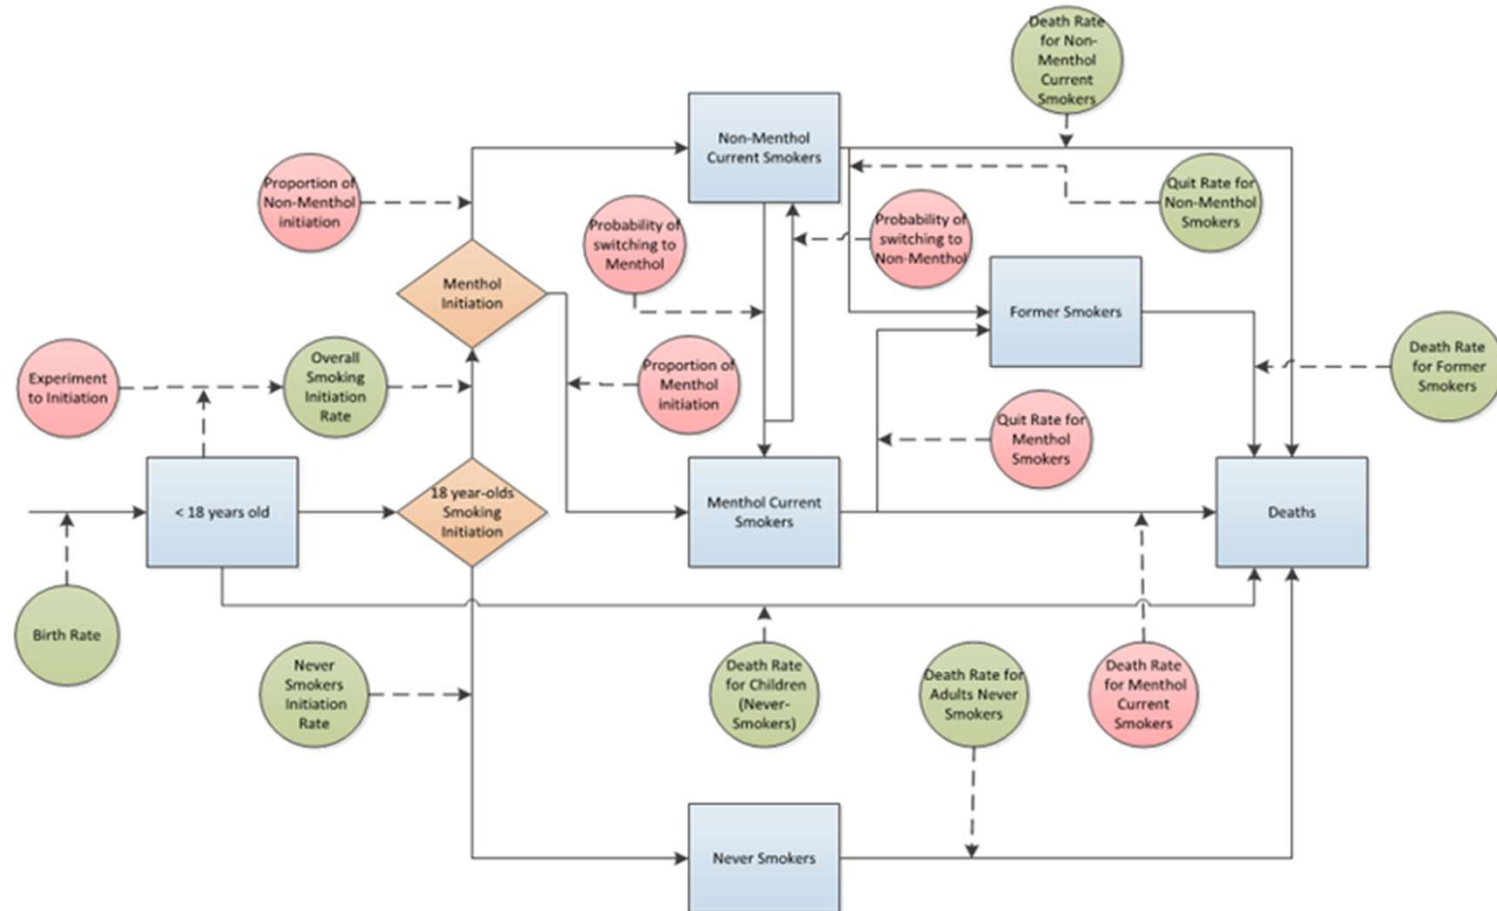 Death Rate
for Non-
Menthol
Current
Smokers
Non-Menthol
Current Smokers
Proportion of
Non-Menthol
initiation
Quit Rate for
Non-Menthol
Smokers
Probability of
switching to
Menthol
Probability of
switching to
Non-Menthol
Menthol
Initiation
Former Smokers
Experiment
to Initiation
Overall
Smoking
Initiation
Rate
Proportion of
Menthol
initiation
Death Rate
for Former
Smokers
Quit Rate for
Menthol
Smokers
< 18 years old
18 year-olds
Smoking
Initiation
Menthol Current
Smokers
Deaths
Birth Rate
Never
Smokers
Initiation
Rate
Death Rate
for Children
(Never-
Smokers)
Death Rate for
Adults Never
Smokers
Death Rate
for Menthol
Current
Smokers
Never Smokers